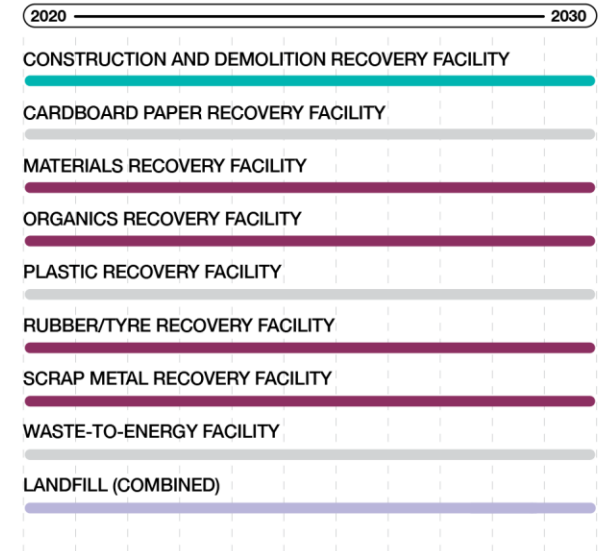 2020 2030
CONSTRUCTION AND DEMOLITION RECOVERY FACILITY
CARDBOARD PAPER RECOVERY FACILITY
MATERIALS RECOVERY FACILITY
ORGANICS RECOVERY FACILITY
PLASTIC RECOVERY FACILITY
RUBBER/TYRE RECOVERY FACILITY
SCRAP METAL RECOVERY FACILITY
WASTE-TO-ENERGY FACILITY
LANDFILL (COMBINED)